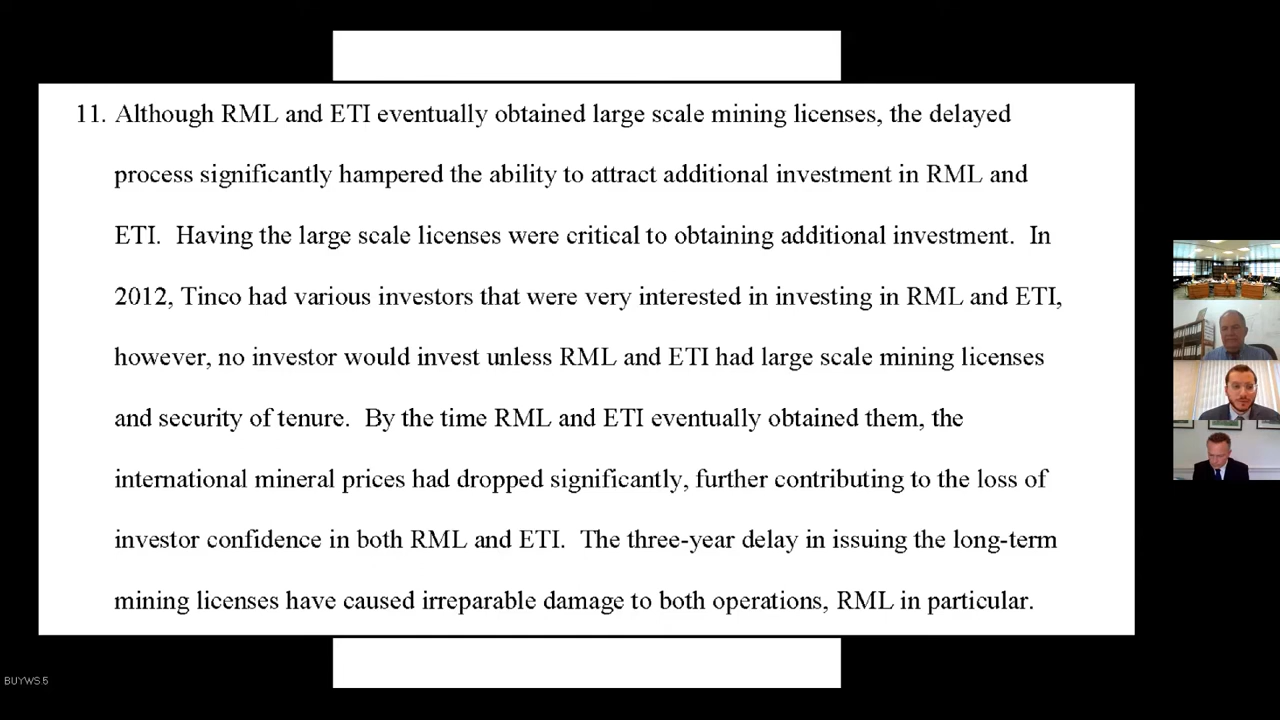 11. Although RML and ETI eventually obtained large scale mining licenses, the delayed
process significantly hampered the ability to attract additional investment in RML and
ETI.  Having the large scale licenses were critical to obtaining additional investment.  In
2012, Tinco had various investors that were very interested in investing in RML and ETI,
however, no investor would invest unless RML and ETI had large scale mining licenses
and security of tenure.  By the time RML and ETI eventually obtained them, the
international mineral prices had dropped significantly, further contributing to the loss of
investor confidence in both RML and ETI.  The three-year delay in issuing the long-term
mining licenses have caused irreparable damage to both operations, RML in particular.
BUYWS.5